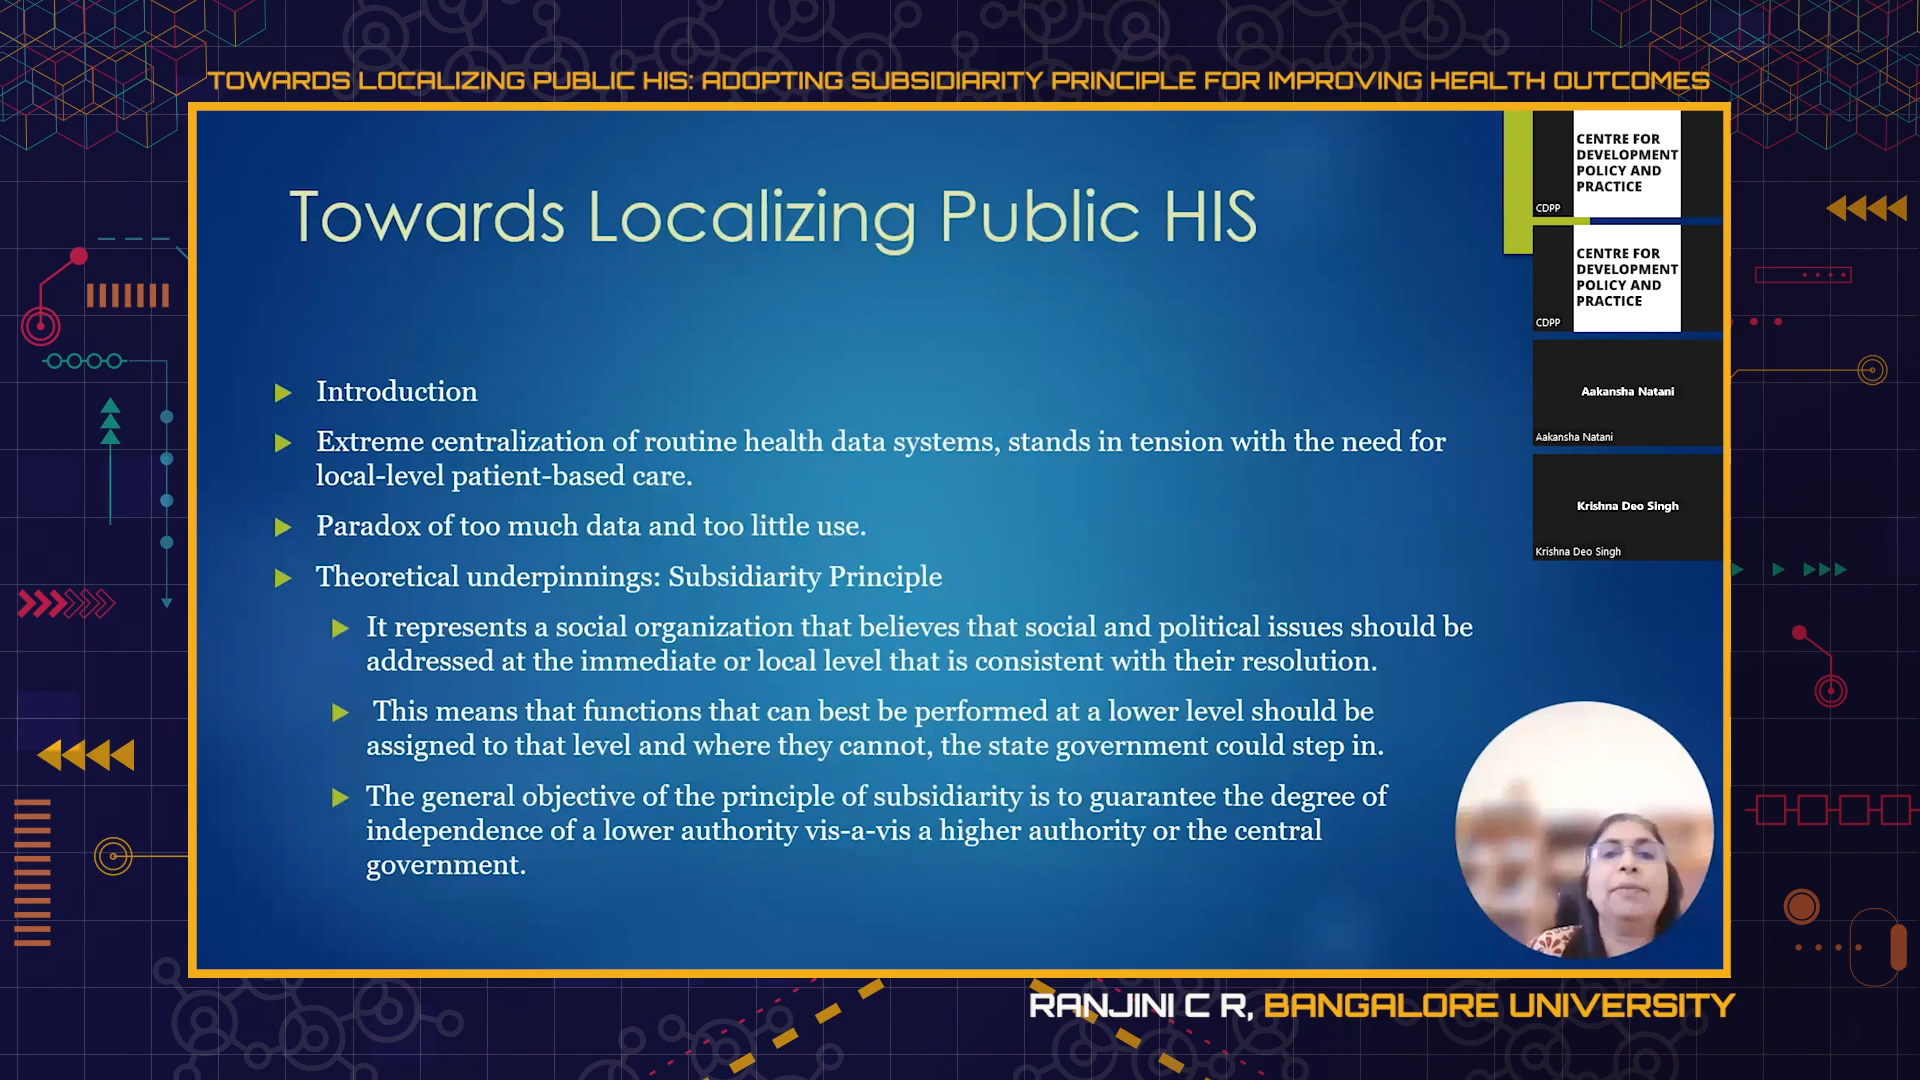 TOWARDS LOCALIZING PUBLIC HIS: ADOPTING SUBSIDIARITY PRINCIPLE FOR IMPROVING HEALTH OUTCOMES
Towards Localizing Public HIS
Introduction
Extreme centralization of routine health data systems, stands in tension with the need for
local-level patient-based care.
Paradox of too much data and too little use.
Theoretical underpinnings: Subsidiarity Principle
It represents a social organization that believes that social and political issues should be
addressed at the immediate or local level that is consistent with their resolution.
This means that functions that can best be performed at a lower level should be
assigned to that level and where they cannot, the state government could step in.
The general objective of the principle of subsidiarity is to guarantee the degree of
independence of a lower authority vis-a-vis a higher authority or the central
government.
CENTRE FOR
DEVELOPMENT
POLICY AND
PRACTICE
CDPP
CENTRE FOR
DEVELOPMENT
POLICY AND
PRACTICE
CDPP
Aakansha Natani
Aakansha Natani
Krishna Deo Singh
Krishna Deo Singh
RANJINI C R, BANGALORE UNIVERSITY